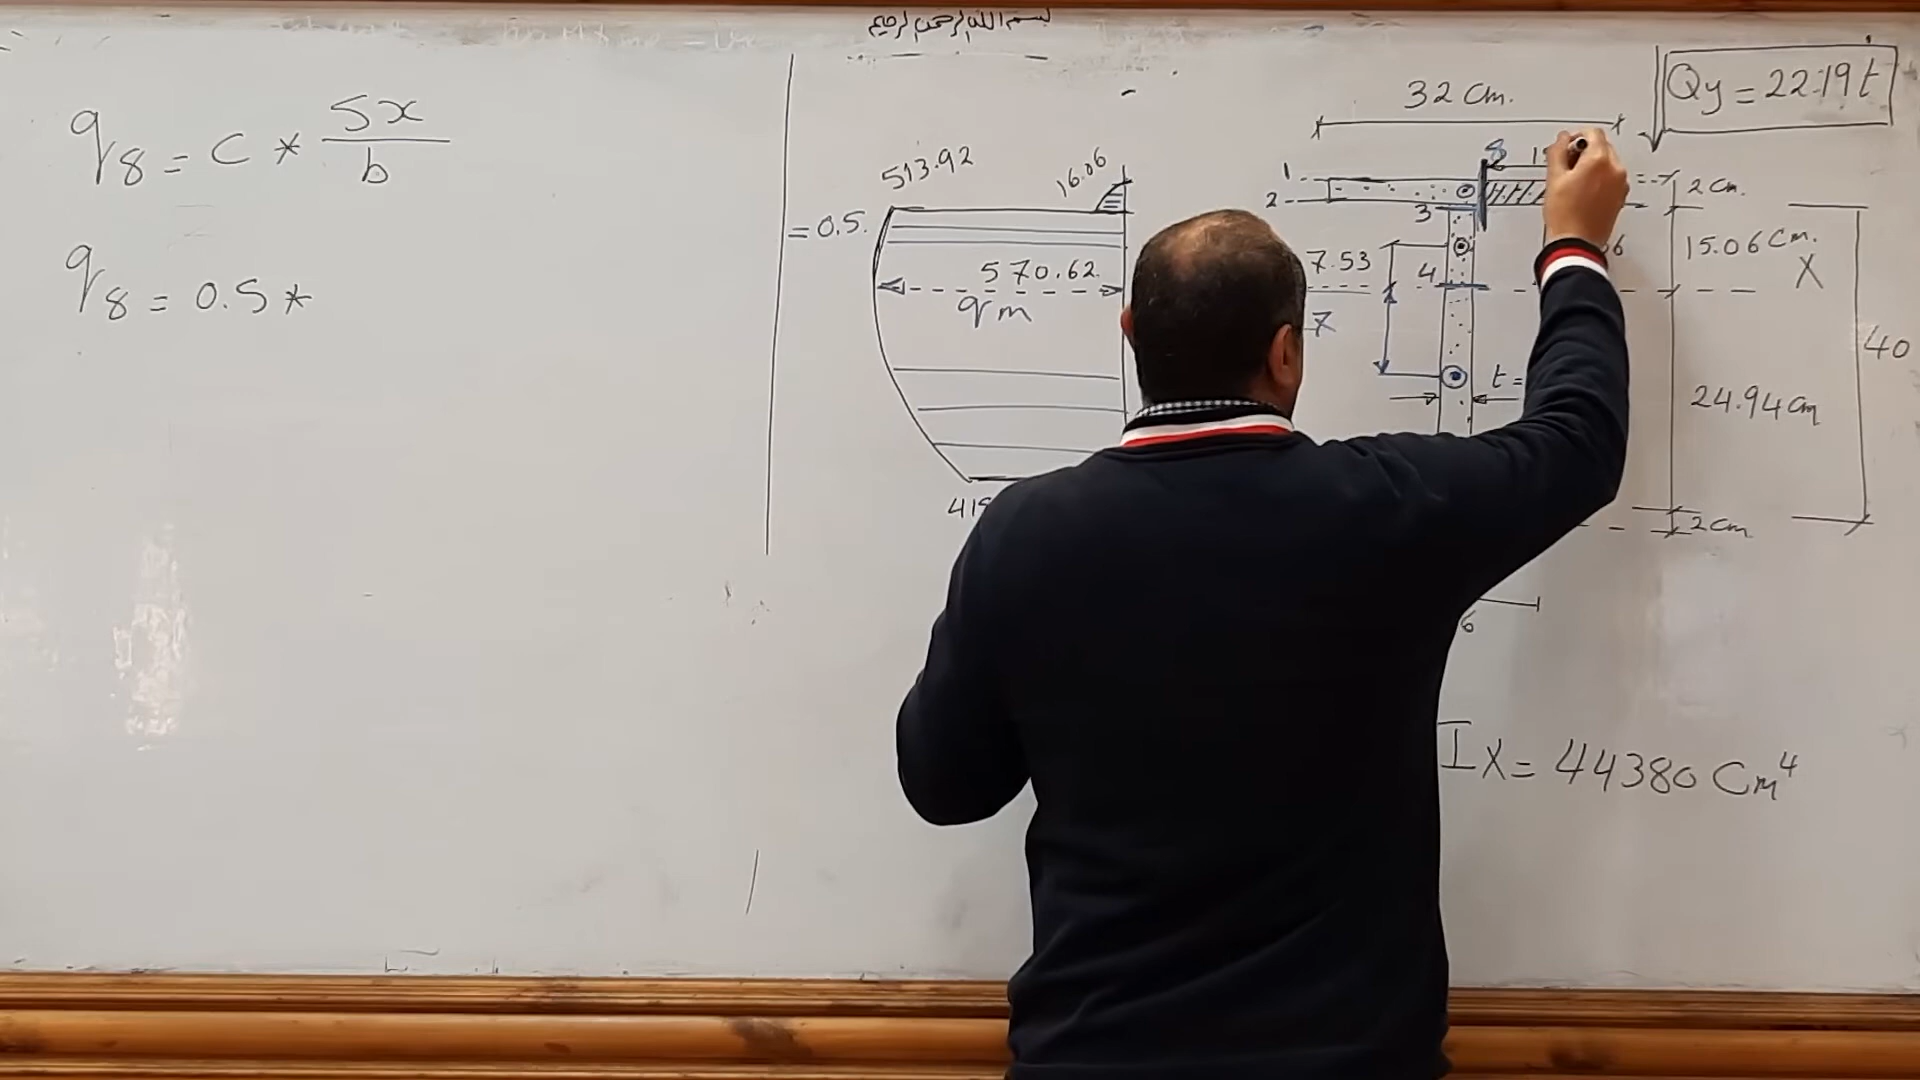 بسم الله الرحمن الرحيم
q8 = C * Sx / b
q8 = 0.5 *
= 0.5.
513.92
16.06
570.62
qm
32 Cm.
Qy = 22.19 t
8
1
2
3
4
7.53
7
t =
2 Cm.
15.06 Cm.
X
40
24.94 Cm
2 Cm
6
Ix = 44380 Cm⁴